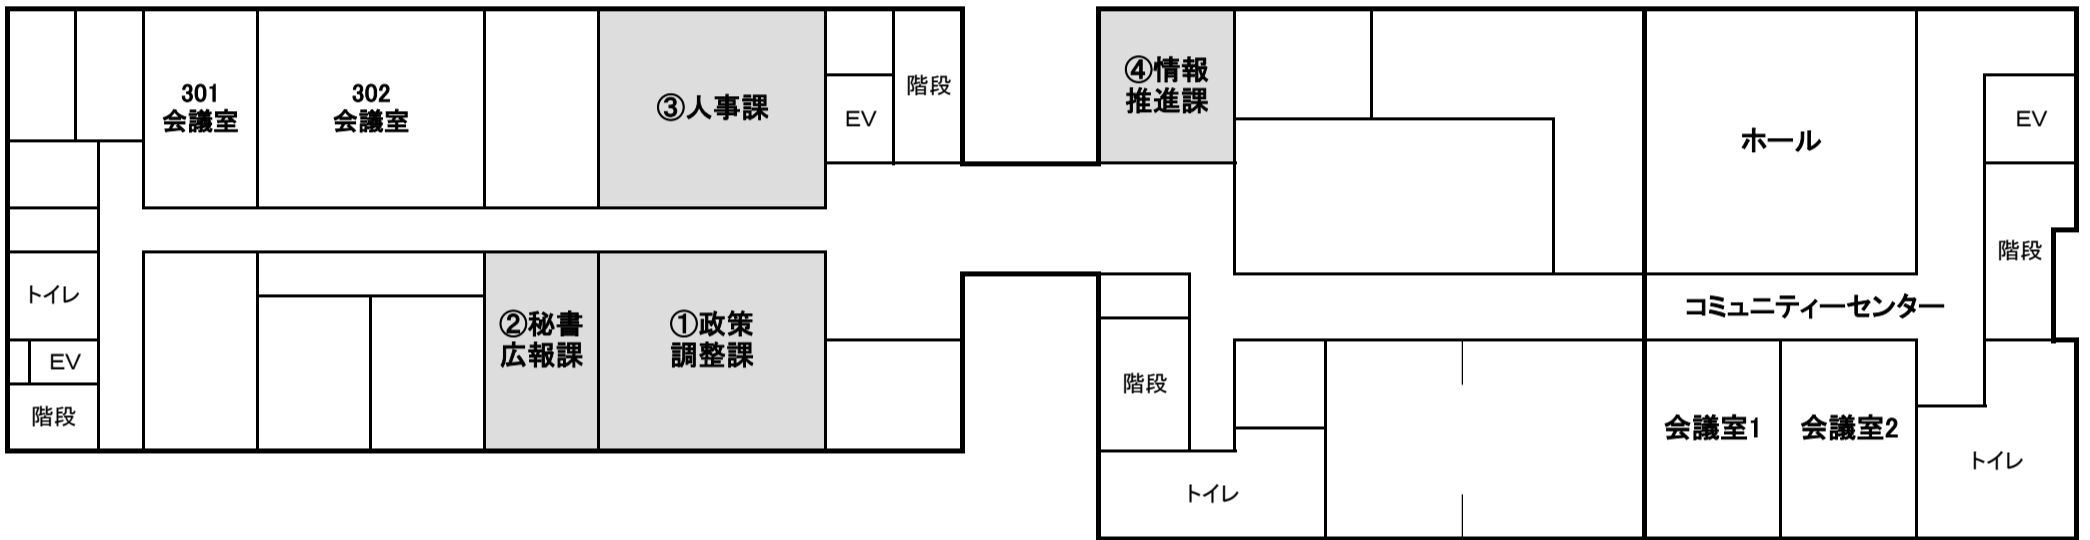 301
会議室
302
会議室
③人事課
EV
階段
④情報
推進課
ホール
EV
階段
トイレ
EV
階段
②秘書
広報課
①政策
調整課
階段
トイレ
コミュニティーセンター
会議室1
会議室2
トイレ